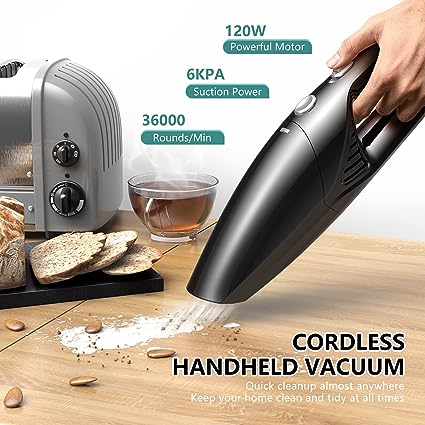 120W
Powerful Motor
6KPA
Suction Power
36000
Rounds/Min
CORDLESS
HANDHELD VACUUM
Quick cleanup almost anywhere
Keep your home clean and tidy at all times